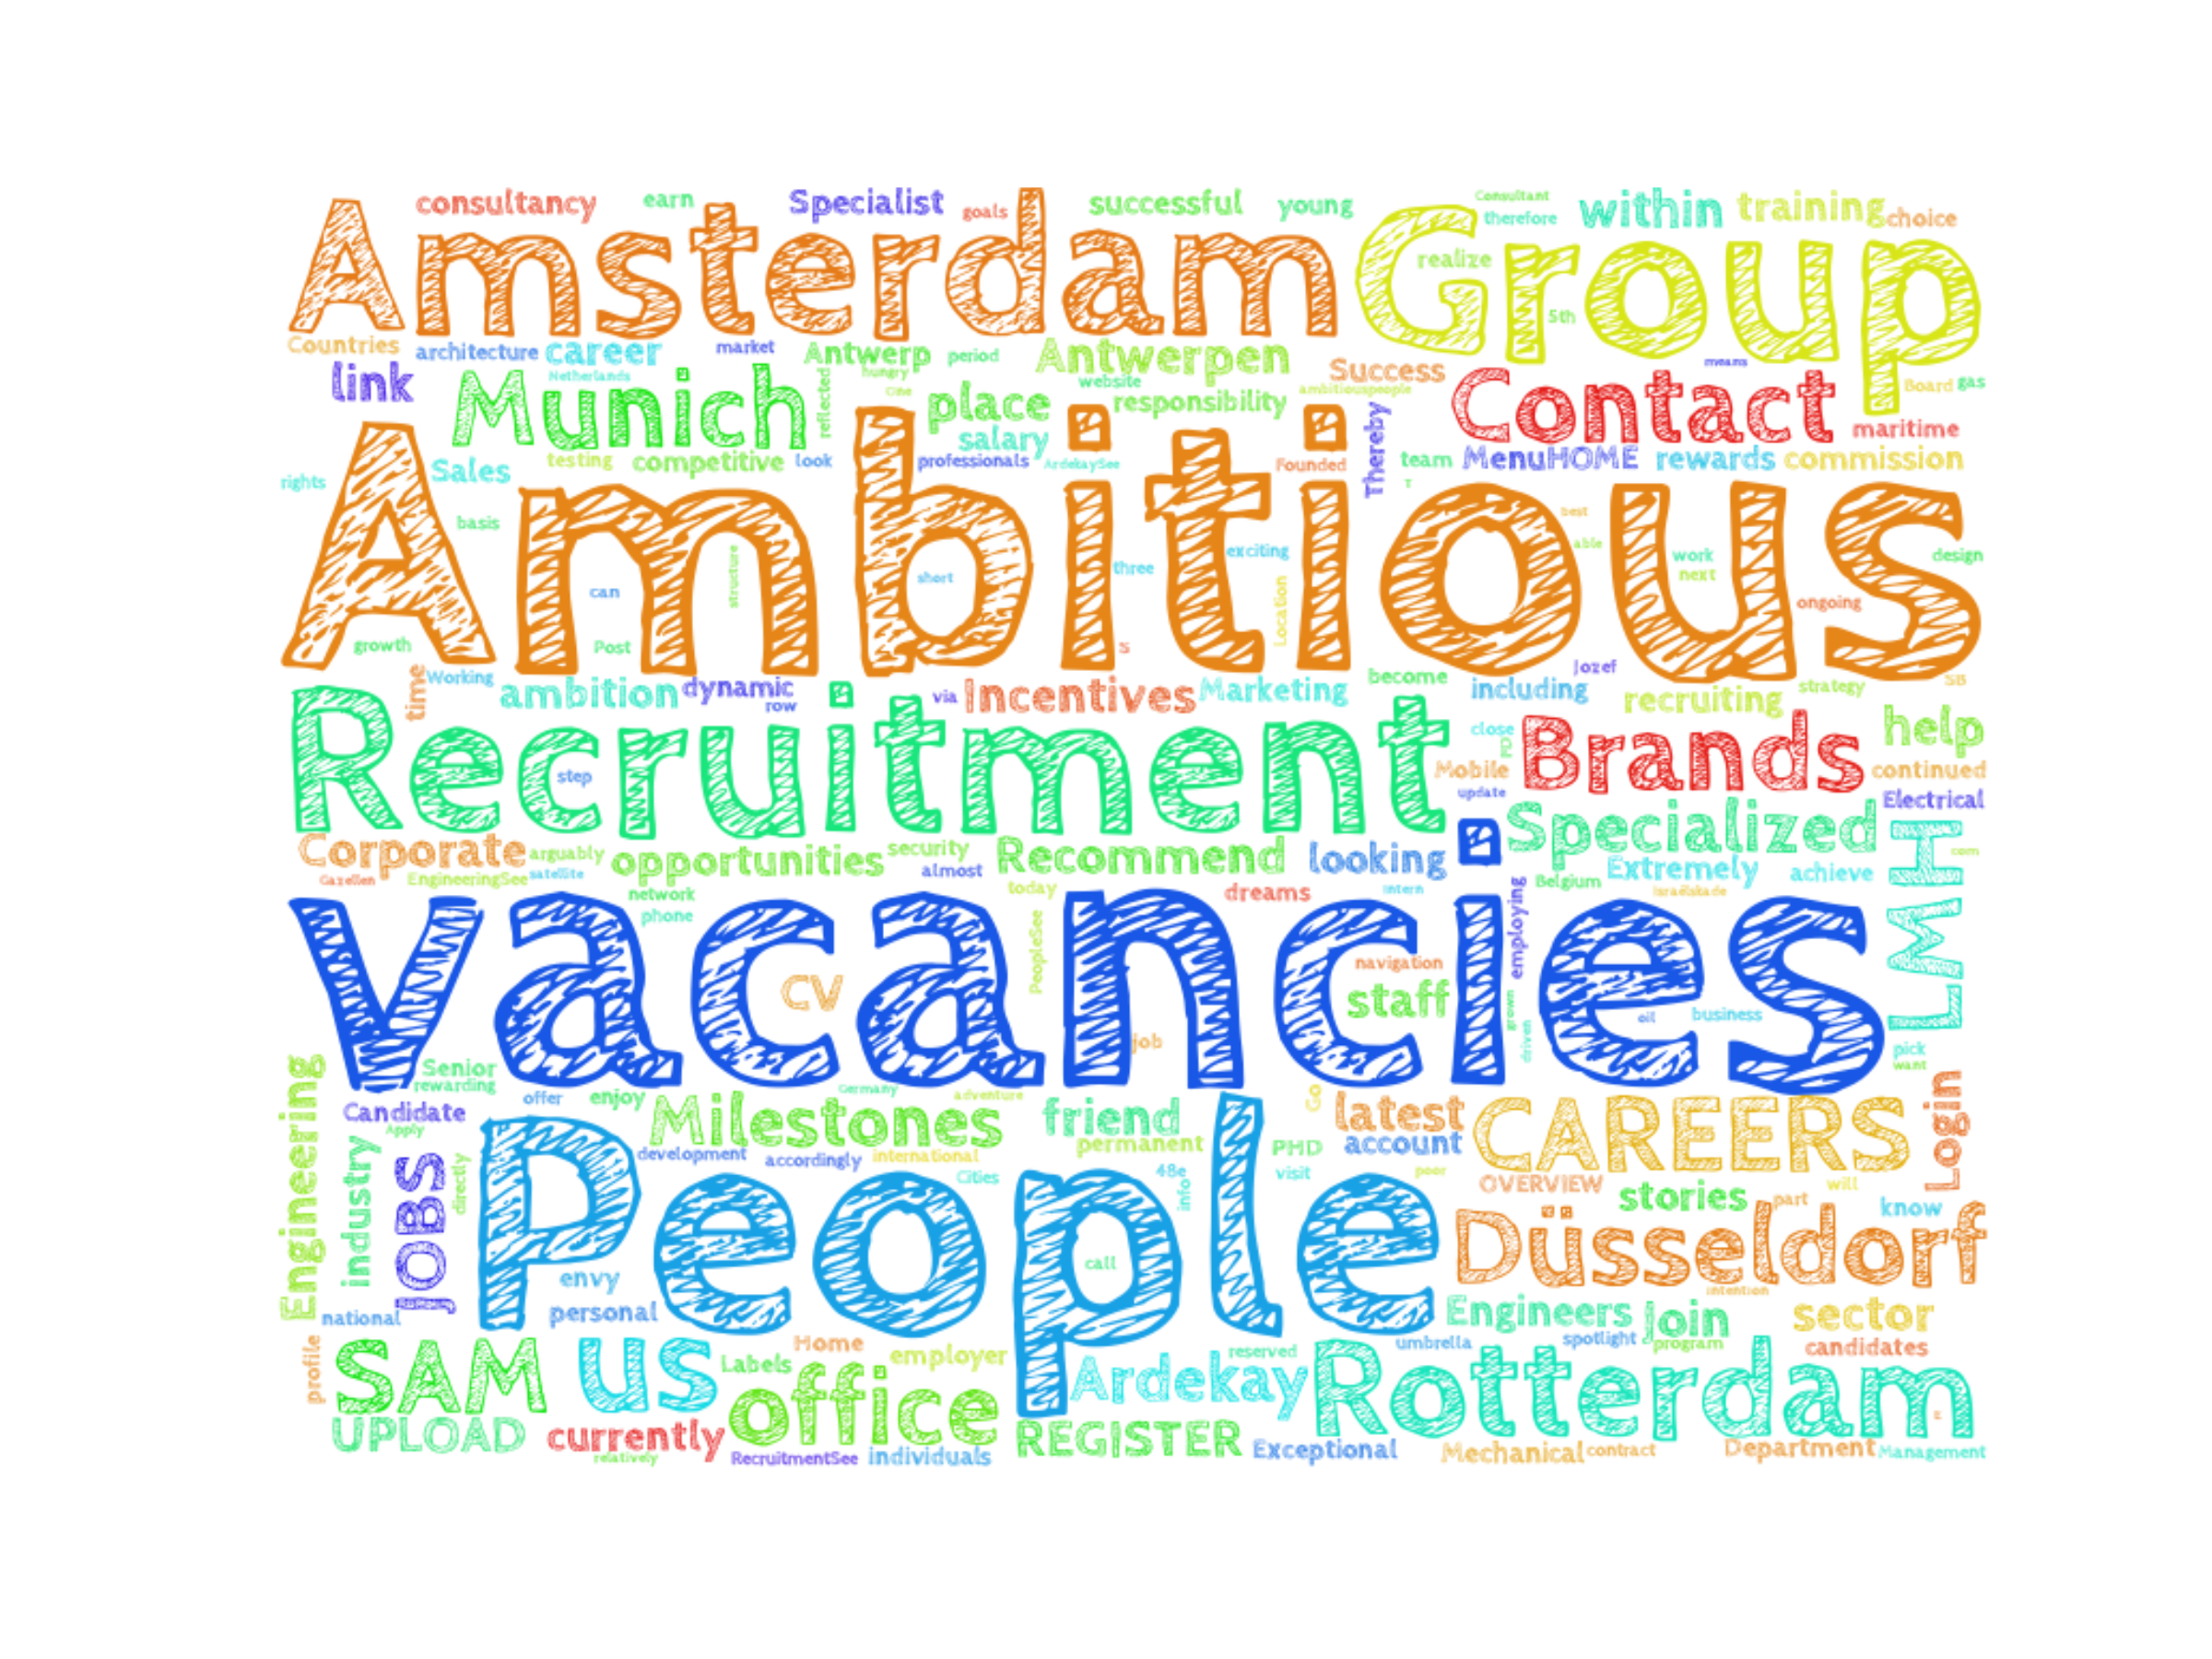 consultancy earn Specialist goals successful young Consultant therefore within training choice
Amsterdam Group
realize 5th
Countries architecture career market Antwerp period Antwerpen means
link Netherlands hungry website Success Board gas
Munich reflected Cine place responsibility ambitiouspeople Contact
salary Thereby maritime
Sales testing competitive look professionals ArdekaySee Founded team MenuHOME rewards commission
rights T
Ambitious
basis best
structure exciting able work design
can short three next
Location ongoing
growth Post S
time Working ambition dynamic row via Incentives Marketing become Jozef including recruiting strategy SB
Recruitment
close PO Brands help
step Mobile continued
update Electrical
Corporate arguably opportunities security Recommend looking Specialized LMH com
Gazellen EngineeringSee satellite almost Extremely achieve
network today dreams intern Belgium Israëlskade
phone PeopleSee employing
vacancies
CV navigation
staff grown oil business
job driven pick
Senior want
rewarding offer enjoy Germany adventure Go Login
Engineering Candidate Milestones friend latest CAREERS
Apply permanent PHD account
industry JOBS directly development accordingly international
Cities 48e info visit peer OVERVIEW will
stories part know
People
Düsseldorf
call
envy intention
national personal Engineers Join sector
profile Home umbrella spotlight program candidates
SAM US Labels employer reserved
office Ardekay Rotterdam
UPLOAD currently REGISTER E
relatively RecruitmentSee individuals Exceptional Mechanical contract Department Management